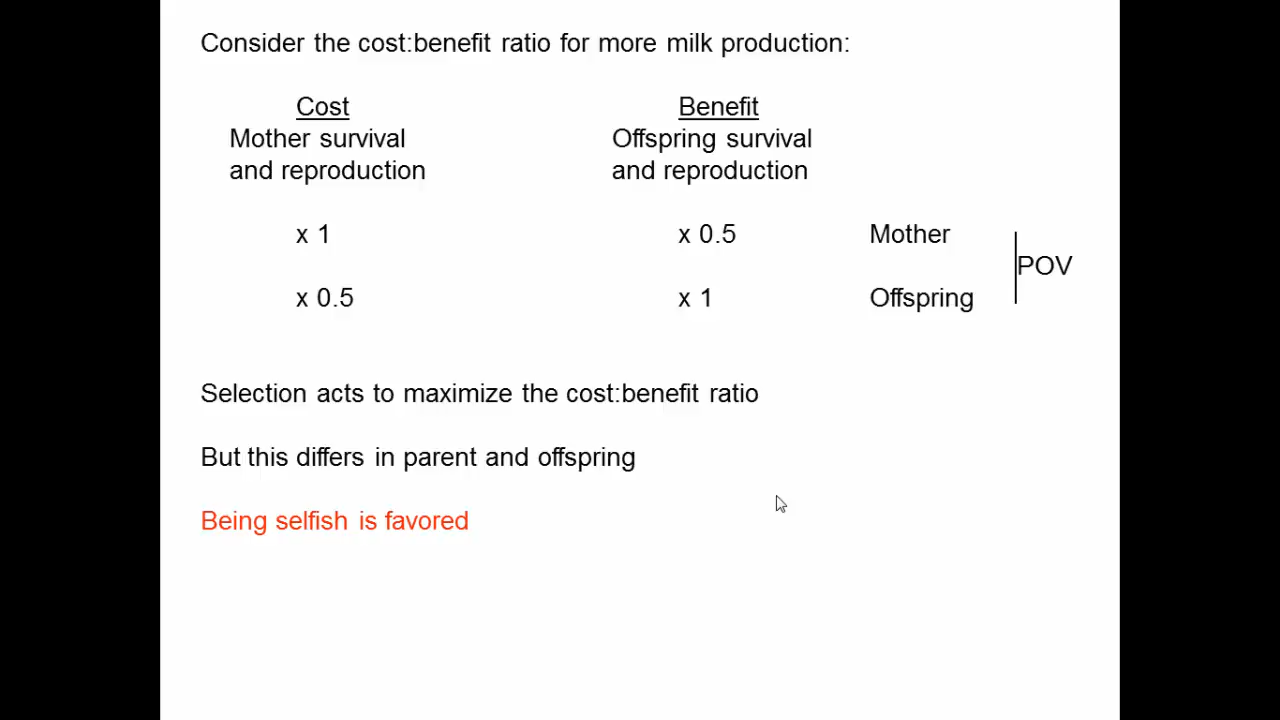 Consider the cost:benefit ratio for more milk production:
Cost Benefit
Mother survival Offspring survival
and reproduction and reproduction
x 1 x 0.5 Mother
POV
x 0.5 x 1 Offspring
Selection acts to maximize the cost:benefit ratio
But this differs in parent and offspring
Being selfish is favored